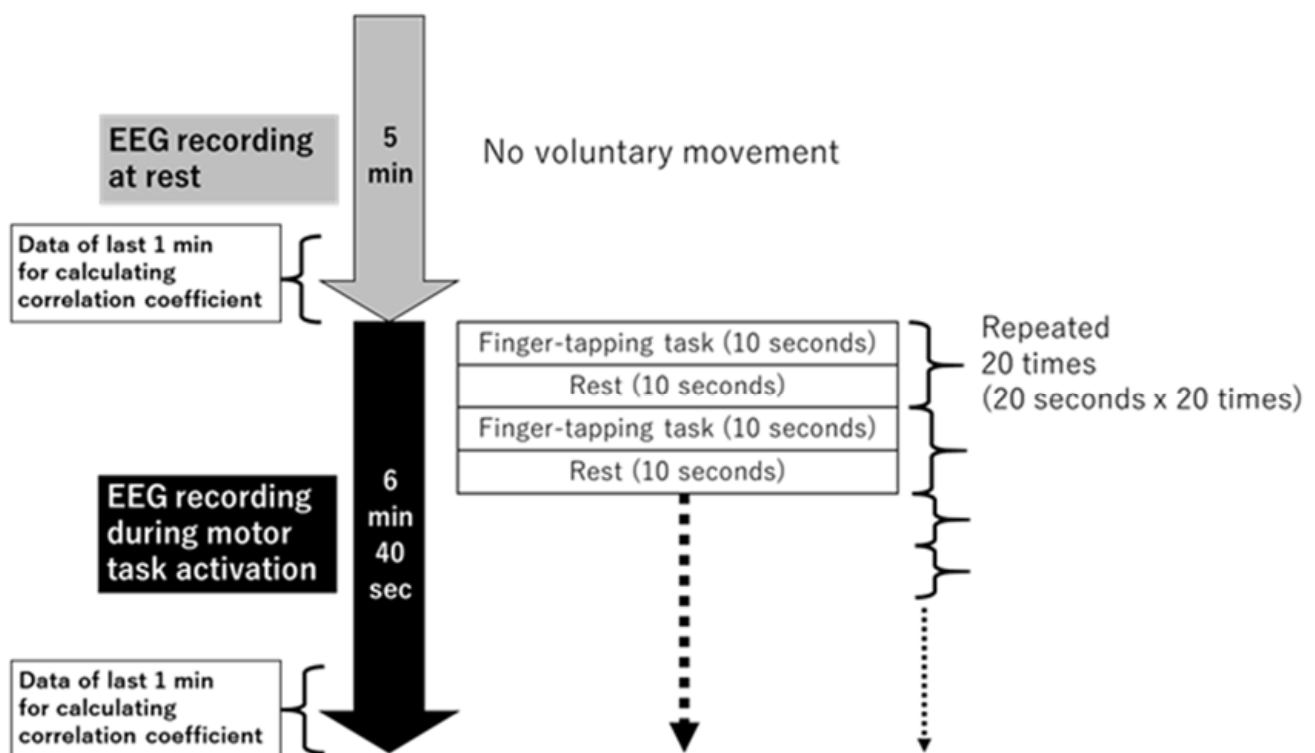 EEG recording
at rest
5
min
No voluntary movement
Data of last 1 min
for calculating
correlation coefficient
Finger-tapping task (10 seconds)
Rest (10 seconds)
Finger-tapping task (10 seconds)
Rest (10 seconds)
Repeated
20 times
(20 seconds x 20 times)
EEG recording
during motor
task activation
6
min
40
sec
Data of last 1 min
for calculating
correlation coefficient